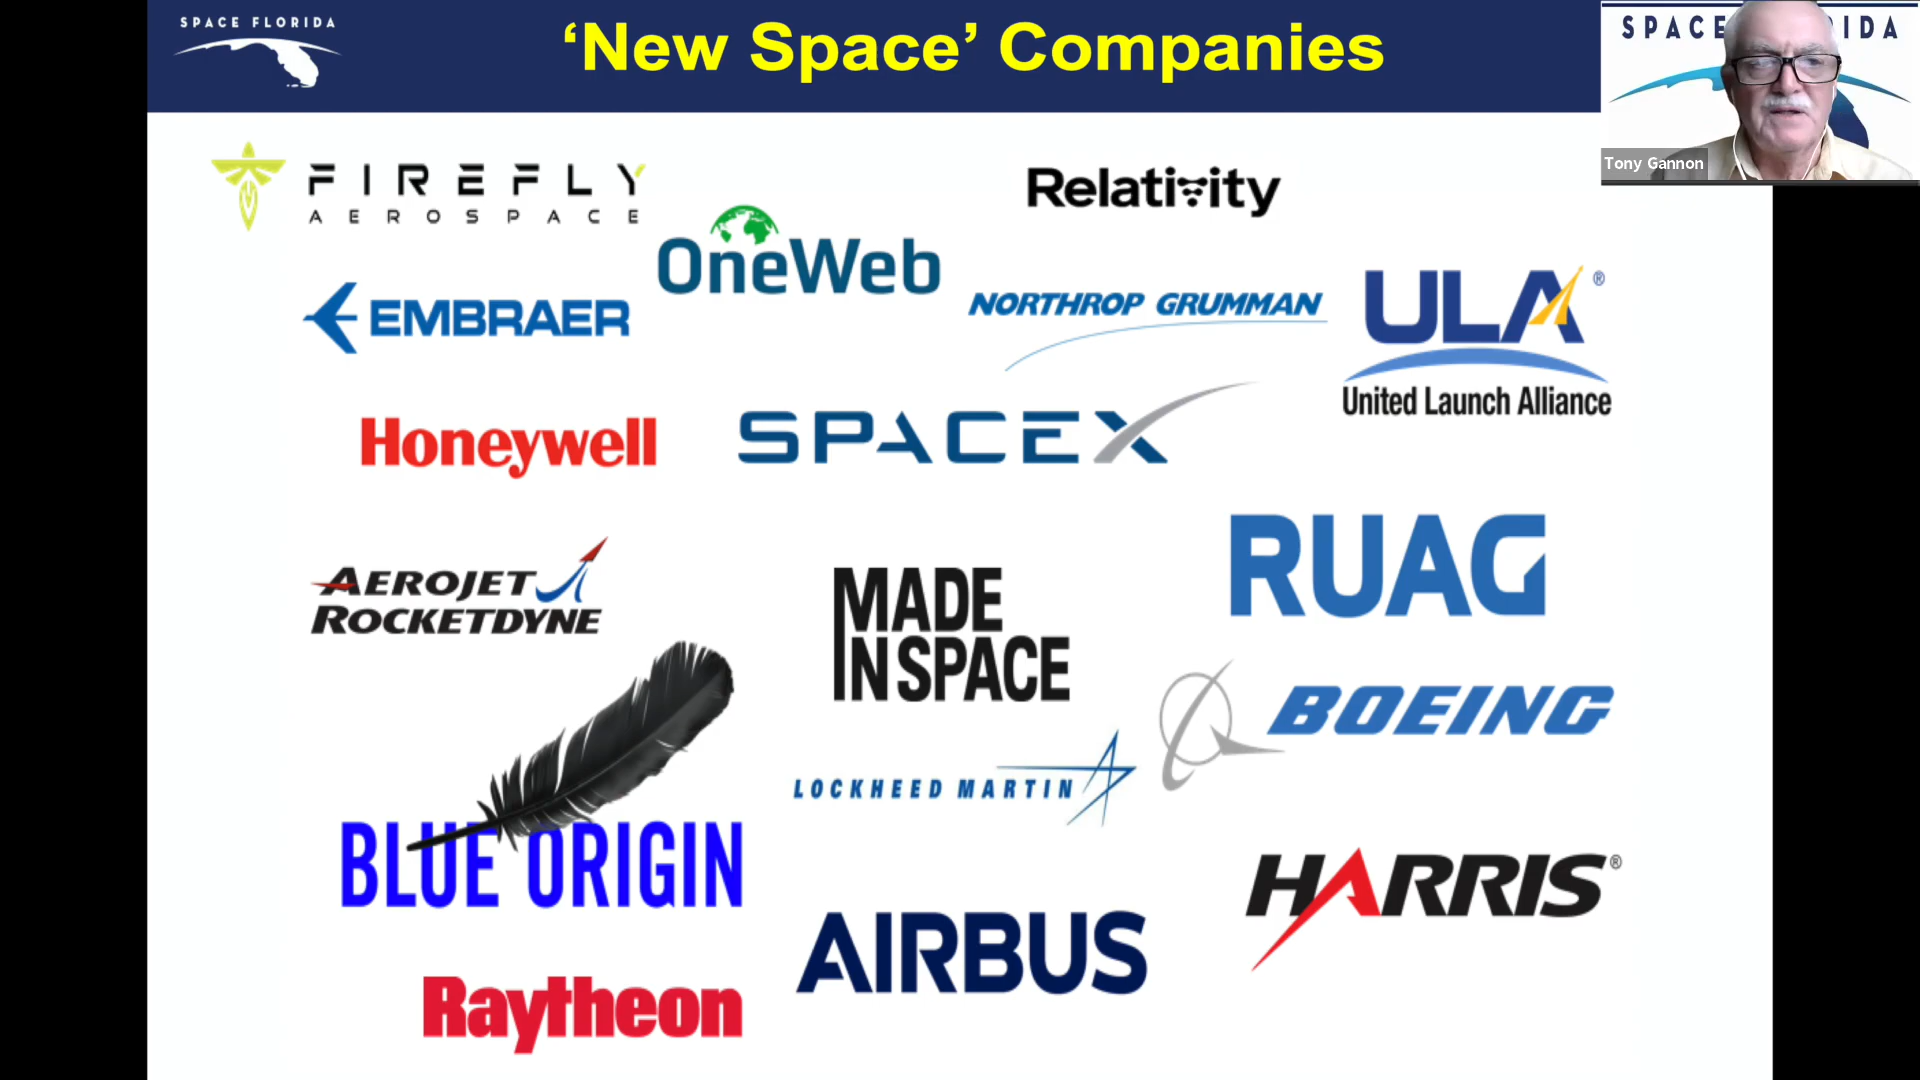 SPACE FLORIDA
‘New Space’ Companies
SPACE
RIDA
Tony Gannon
FIREFLY
AEROSPACE
Relativity
OneWeb
EMBRAER
NORTHROP GRUMMAN
ULA®
United Launch Alliance
Honeywell
SPACEX
RUAG
AEROJET
ROCKETDYNE
MADE
IN SPACE
BOEING
LOCKHEED MARTIN
BLUE ORIGIN
HARRIS®
AIRBUS
Raytheon